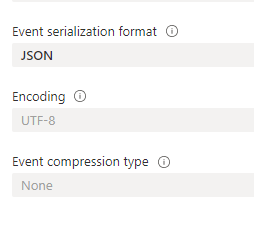 Event serialization format
JSON
Encoding
UTF-8
Event compression type
None